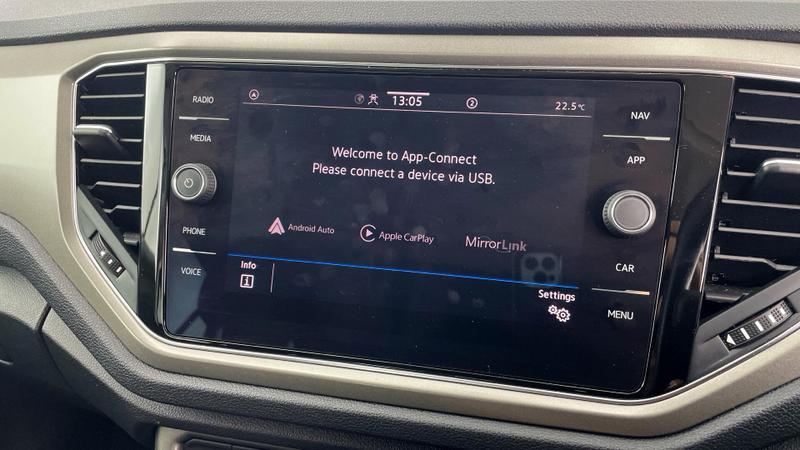 RADIO
MEDIA
PHONE
VOICE
13:05
2
22.5°C
Welcome to App-Connect
Please connect a device via USB.
Android Auto
Apple CarPlay
MirrorLink
Info
Settings
NAV
APP
CAR
MENU